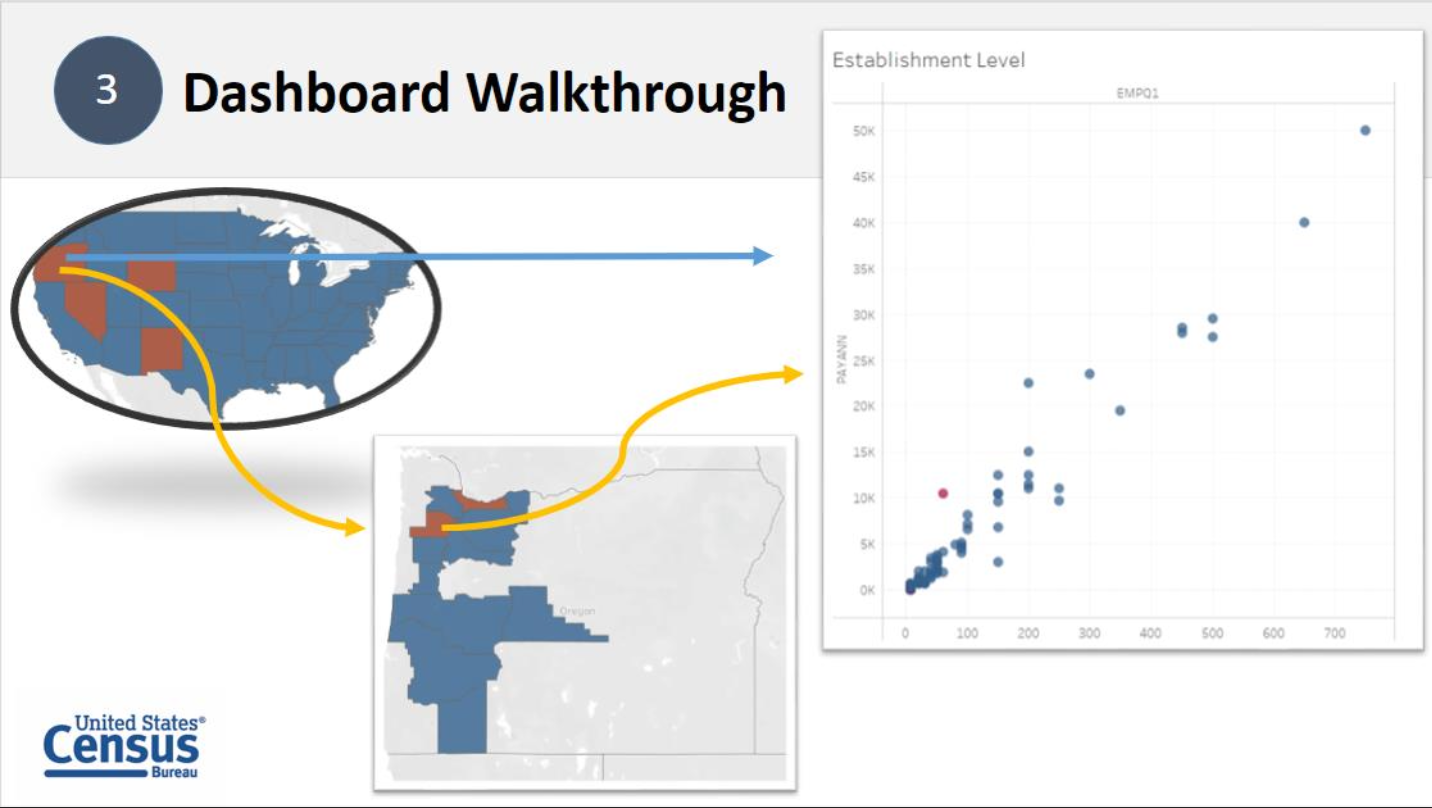 3
Dashboard Walkthrough
Establishment Level
EMPQ1
50K
45K
40K
35K
30K
25K
20K
15K
10K
5K
0K
PAYANN
0 100 200 300 400 500 600 700
Oregon
United States®
Census
Bureau